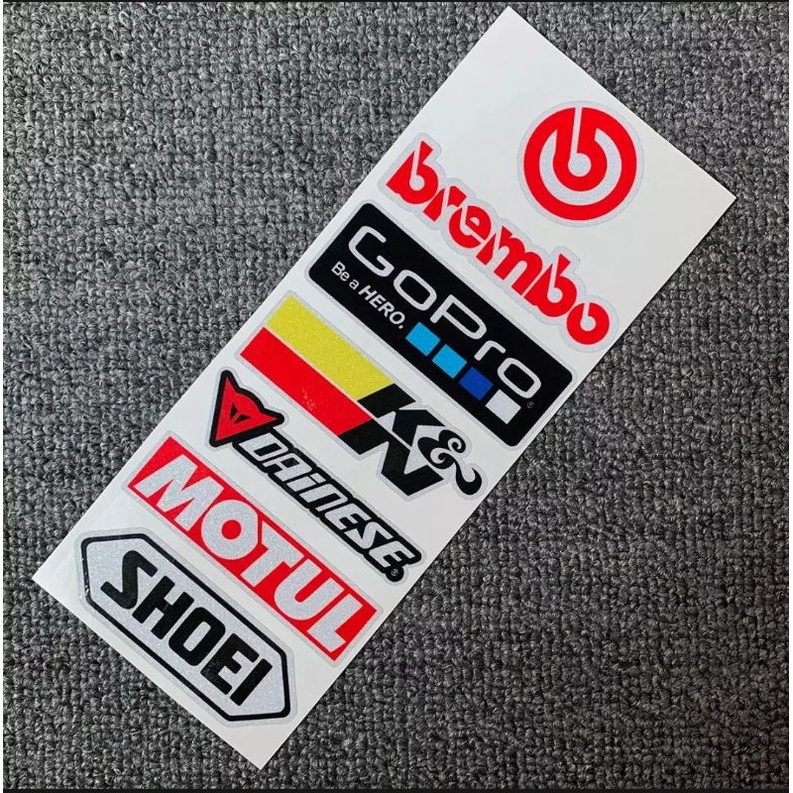 b
brembo
GoPro
Be a HERO.
K&N
DAiNESE®
MOTUL
SHOEI